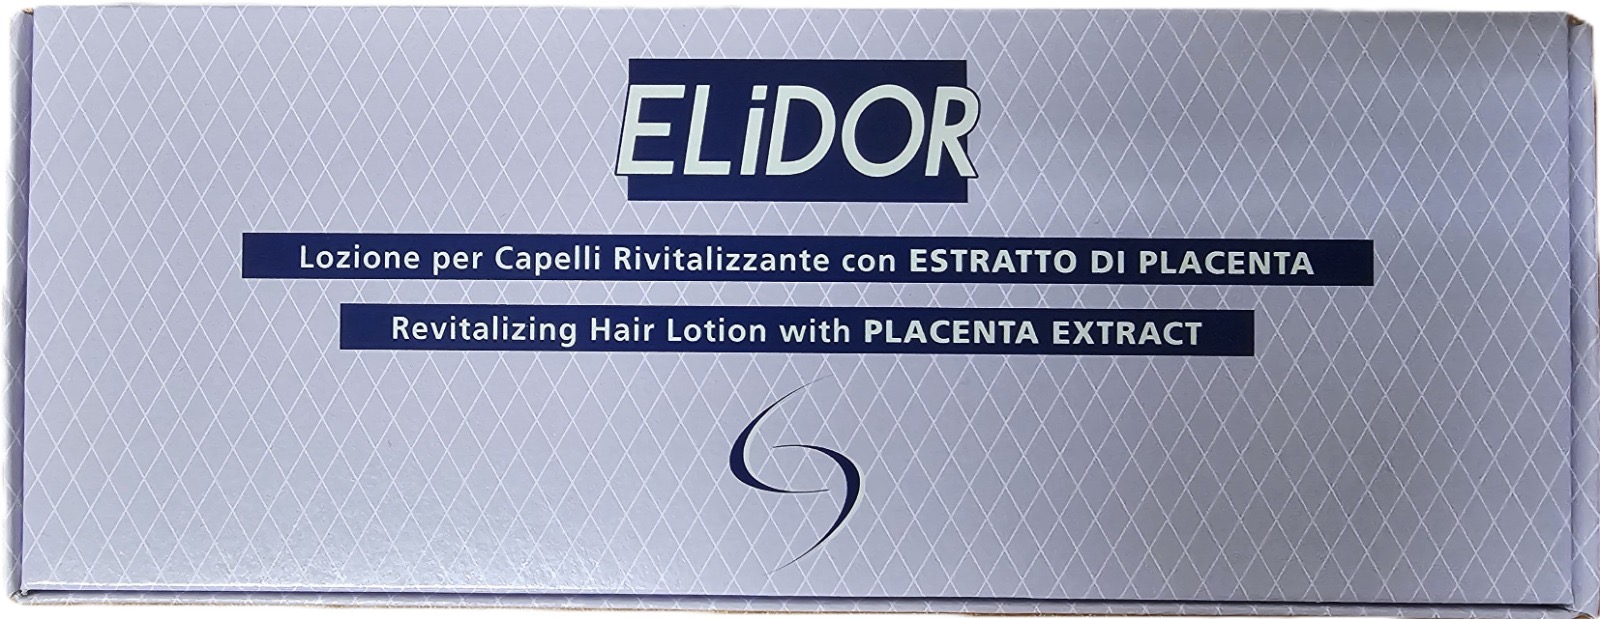 ELiDOR
Lozione per Capelli Rivitalizzante con ESTRATTO DI PLACENTA
Revitalizing Hair Lotion with PLACENTA EXTRACT